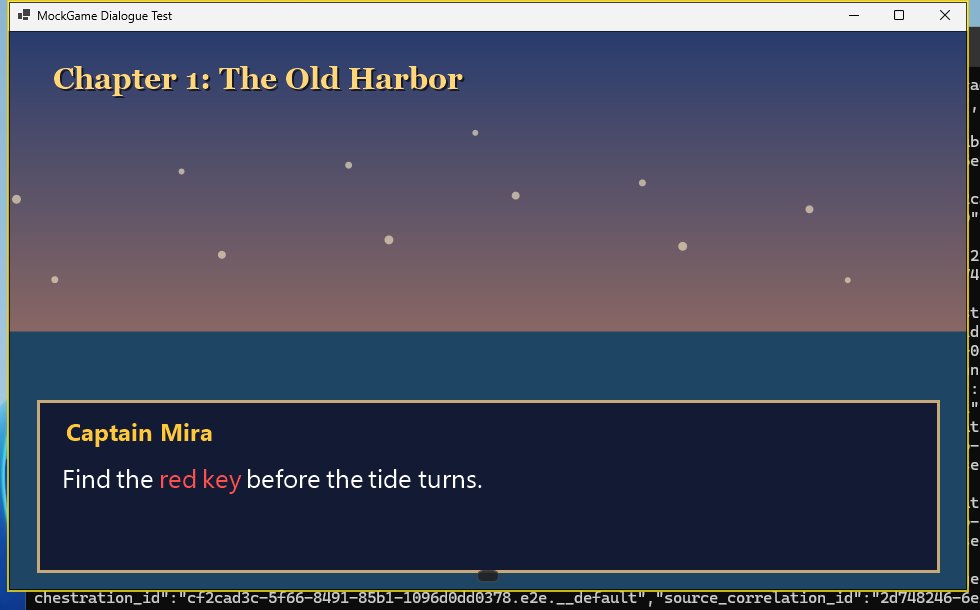 MockGame Dialogue Test
Chapter 1: The Old Harbor
Captain Mira
Find the red key before the tide turns.
chestration_id":"cf2cad3c-5f66-8491-85b1-1096d0dd0378.e2e.__default","source_correlation_id":"2d748246-6e